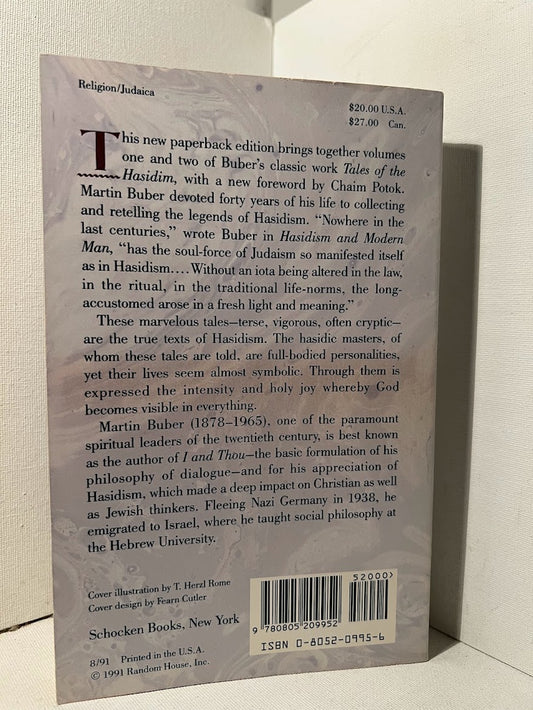 Religion/Judaica
$20.00 U.S.A.
$27.00 Can.
This new paperback edition brings together volumes
one and two of Buber's classic work Tales of the
Hasidim, with a new foreword by Chaim Potok.
Martin Buber devoted forty years of his life to collecting
and retelling the legends of Hasidism. "Nowhere in the
last centuries," wrote Buber in Hasidism and Modern
Man, "has the soul-force of Judaism so manifested itself
as in Hasidism.... Without an iota being altered in the law,
in the ritual, in the traditional life-norms, the long-
accustomed arose in a fresh light and meaning."
These marvelous tales—terse, vigorous, often cryptic—
are the true texts of Hasidism. The hasidic masters, of
whom these tales are told, are full-bodied personalities,
yet their lives seem almost symbolic. Through them is
expressed the intensity and holy joy whereby God
becomes visible in everything.
Martin Buber (1878–1965), one of the paramount
spiritual leaders of the twentieth century, is best known
as the author of I and Thou—the basic formulation of his
philosophy of dialogue—and for his appreciation of
Hasidism, which made a deep impact on Christian as well
as Jewish thinkers. Fleeing Nazi Germany in 1938, he
emigrated to Israel, where he taught social philosophy at
the Hebrew University.
Cover illustration by T. Herzl Rome
Cover design by Fearn Cutler
Schocken Books, New York
8/91 Printed in the U.S.A.
© 1991 Random House, Inc.
52000>
9 780805 209952
ISBN 0-8052-0995-6